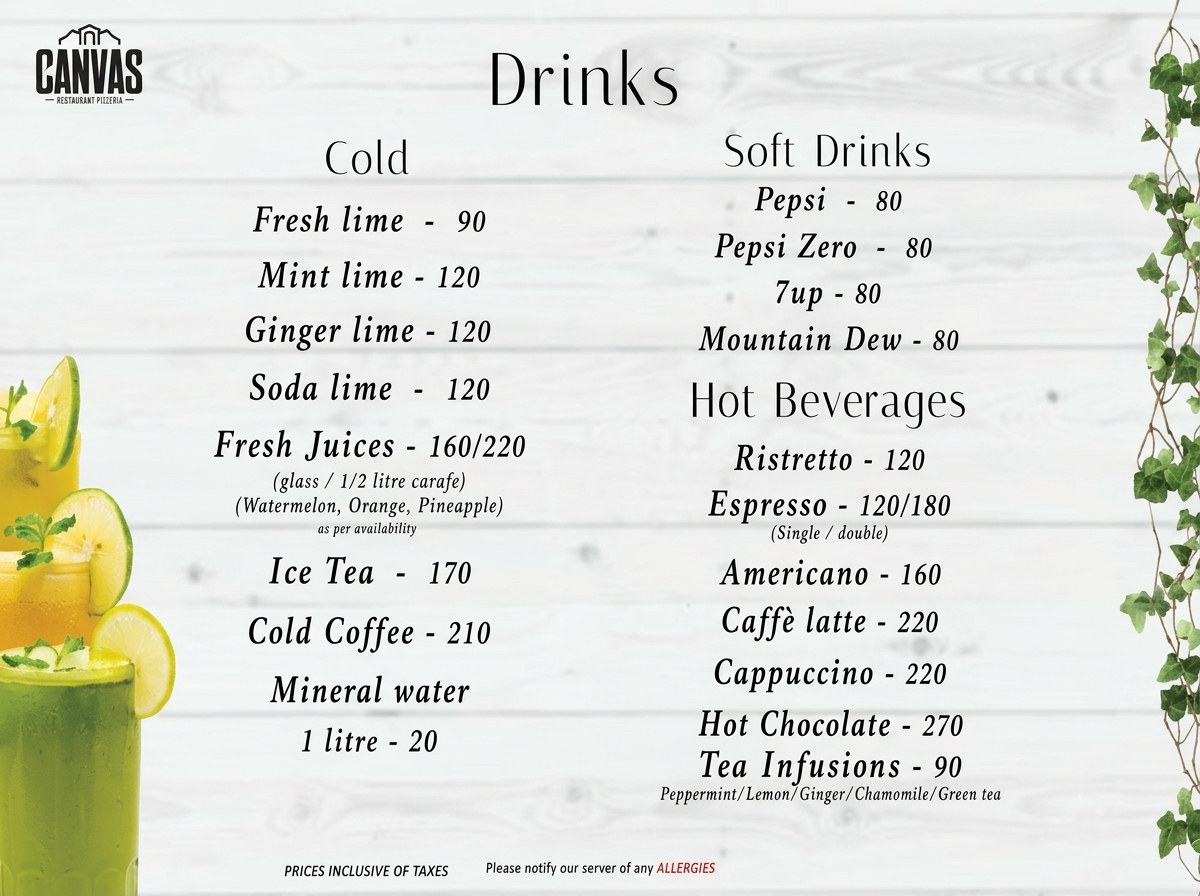 CANVAS
RESTAURANT PIZZERIA
Drinks
Cold
Fresh lime - 90
Mint lime - 120
Ginger lime - 120
Soda lime - 120
Fresh Juices - 160/220
(glass / 1/2 litre carafe)
(Watermelon, Orange, Pineapple)
as per availability
Ice Tea - 170
Cold Coffee - 210
Mineral water
1 litre - 20
Soft Drinks
Pepsi - 80
Pepsi Zero - 80
7up - 80
Mountain Dew - 80
Hot Beverages
Ristretto - 120
Espresso - 120/180
(Single / double)
Americano - 160
Caffè latte - 220
Cappuccino - 220
Hot Chocolate - 270
Tea Infusions - 90
Peppermint/Lemon/Ginger/Chamomile/Green tea
PRICES INCLUSIVE OF TAXES
Please notify our server of any ALLERGIES